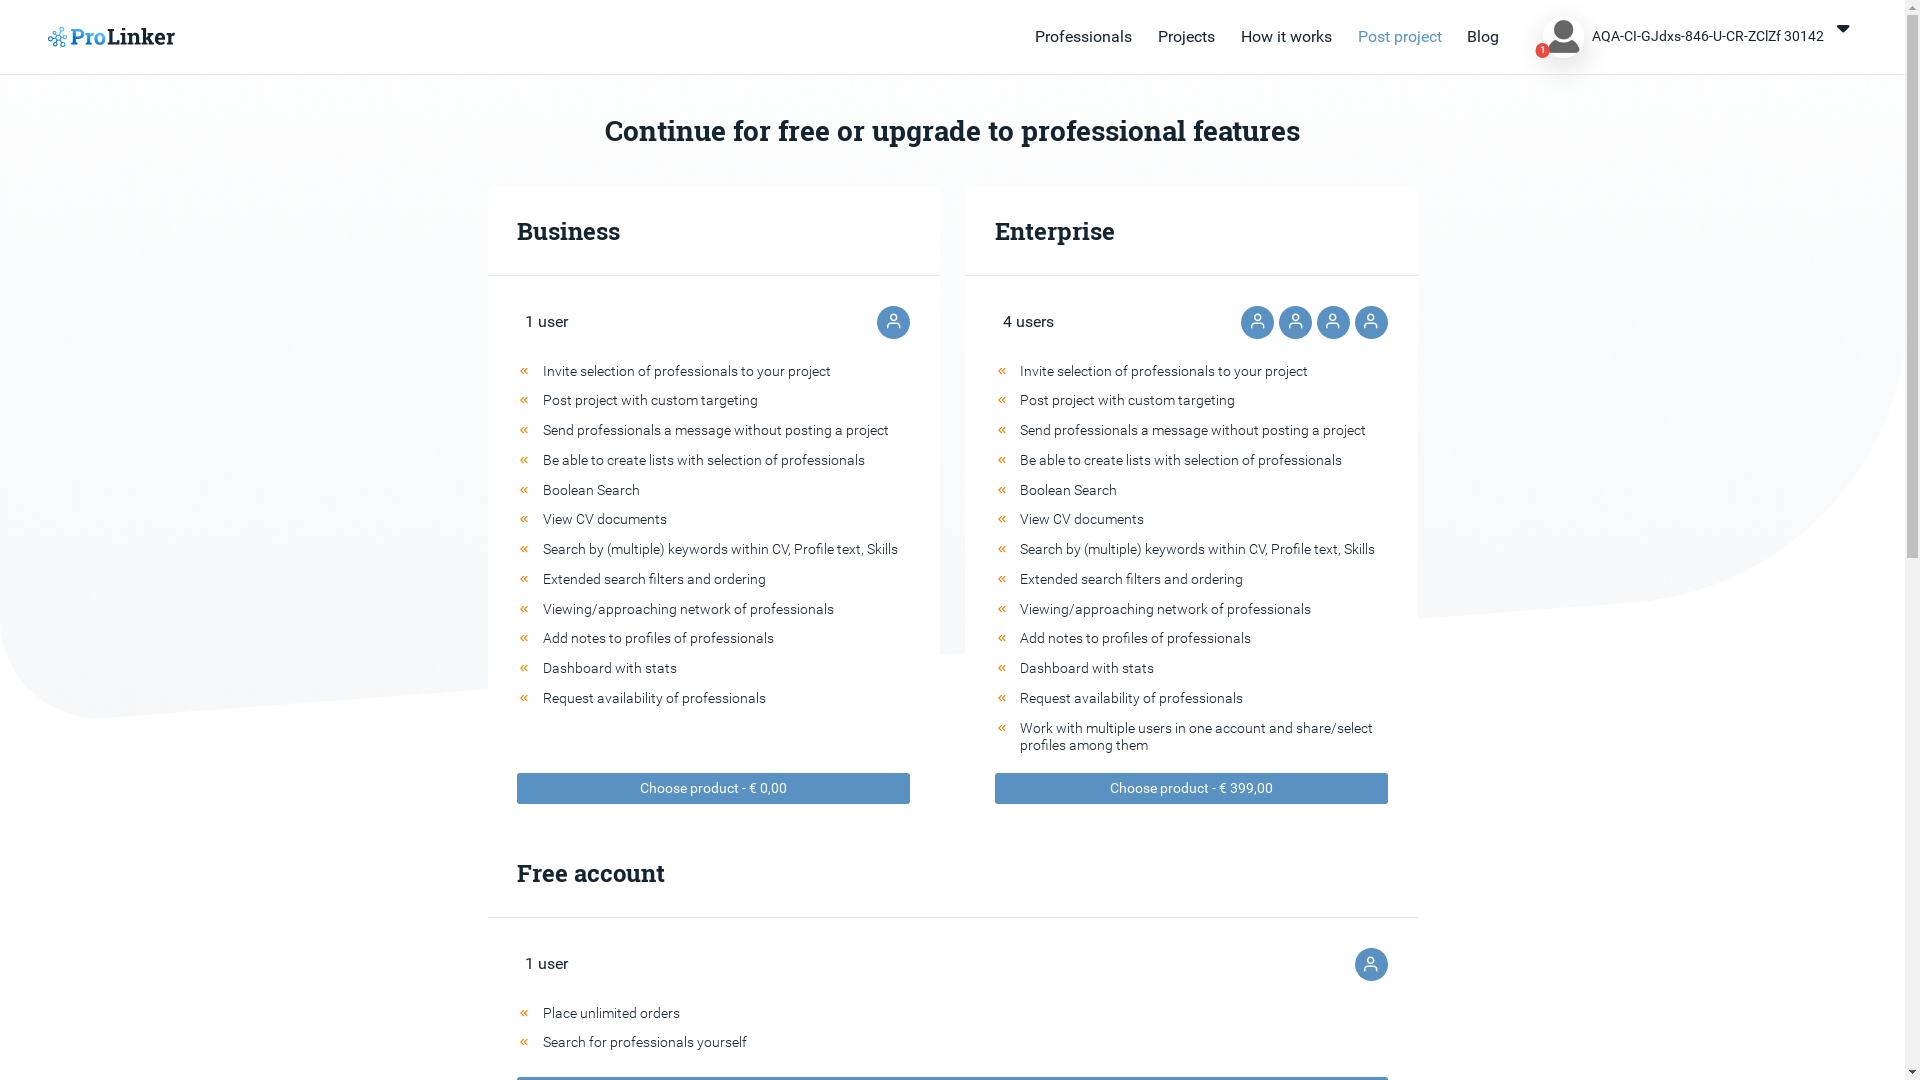 ProLinker
Professionals
Projects
How it works
Post project
Blog
1
AQA-CI-GJdxs-846-U-CR-ZClZf 30142
Continue for free or upgrade to professional features
Business
1 user
Invite selection of professionals to your project
Post project with custom targeting
Send professionals a message without posting a project
Be able to create lists with selection of professionals
Boolean Search
View CV documents
Search by (multiple) keywords within CV, Profile text, Skills
Extended search filters and ordering
Viewing/approaching network of professionals
Add notes to profiles of professionals
Dashboard with stats
Request availability of professionals
Choose product - € 0,00
Enterprise
4 users
Invite selection of professionals to your project
Post project with custom targeting
Send professionals a message without posting a project
Be able to create lists with selection of professionals
Boolean Search
View CV documents
Search by (multiple) keywords within CV, Profile text, Skills
Extended search filters and ordering
Viewing/approaching network of professionals
Add notes to profiles of professionals
Dashboard with stats
Request availability of professionals
Work with multiple users in one account and share/select
profiles among them
Choose product - € 399,00
Free account
1 user
Place unlimited orders
Search for professionals yourself